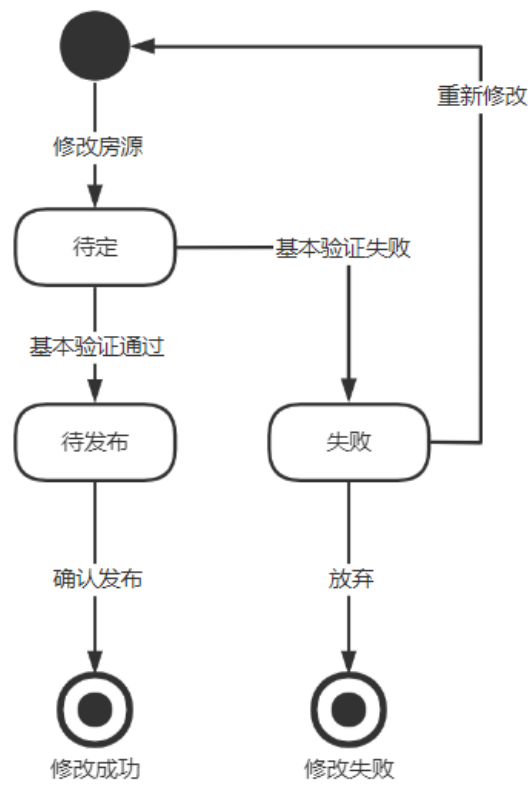 重新修改
修改房源
待定
基本验证失败
基本验证通过
待发布
失败
确认发布
放弃
修改成功
修改失败